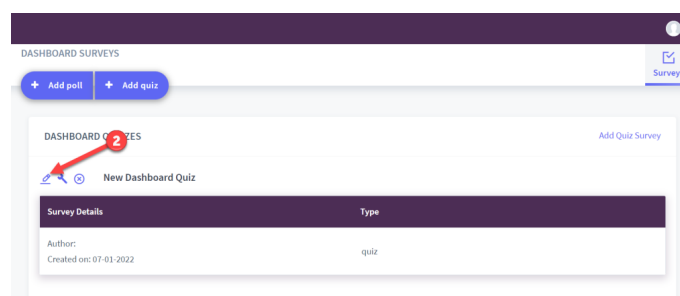 DASHBOARD SURVEYS
Survey
+ Add poll + Add quiz
DASHBOARD QUIZZES Add Quiz Survey
2
New Dashboard Quiz
Survey Details Type
Author:
quiz
Created on: 07-01-2022